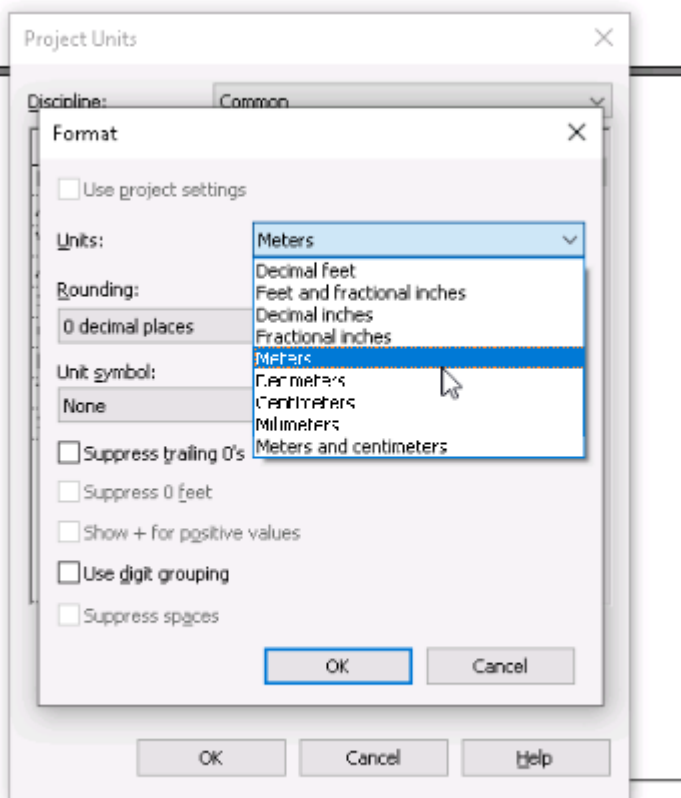 Project Units
Discipline: Common
Format
Use project settings
Units: Meters
Decimal feet
Feet and fractional inches
Decimal inches
Fractional inches
Meters
Decimeters
Centimeters
Millimeters
Meters and centimeters
Rounding:
0 decimal places
Unit symbol:
None
Suppress trailing 0's
Suppress 0 feet
Show + for positive values
Use digit grouping
Suppress spaces
OK Cancel
OK Cancel Help